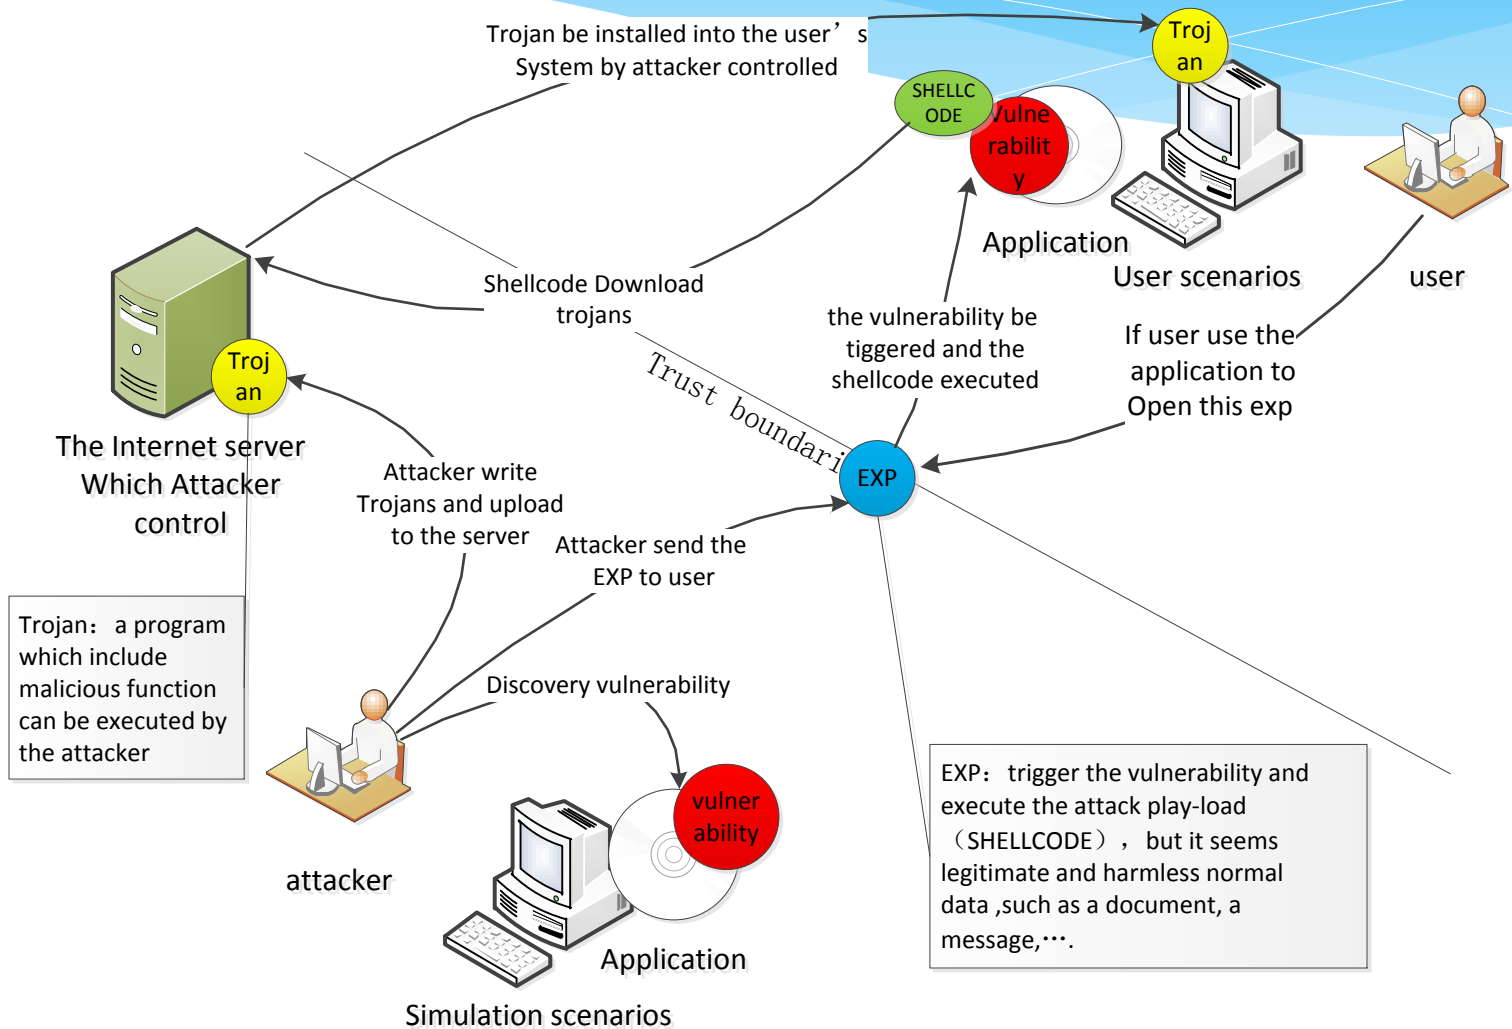 Trojan be installed into the user’s
System by attacker controlled
Troj
an
SHELLC
ODE
Vulne
rabilit
y
Application
User scenarios
user
Shellcode Download
trojans
the vulnerability be
tiggered and the
shellcode executed
If user use the
application to
Open this exp
Trust boundari
Troj
an
The Internet server
Which Attacker
control
Attacker write
Trojans and upload
to the server
EXP
Attacker send the
EXP to user
Trojan：a program
which include
malicious function
can be executed by
the attacker
Discovery vulnerability
attacker
vulner
ability
Application
Simulation scenarios
EXP：trigger the vulnerability and
execute the attack play-load
（SHELLCODE），but it seems
legitimate and harmless normal
data ,such as a document, a
message,….